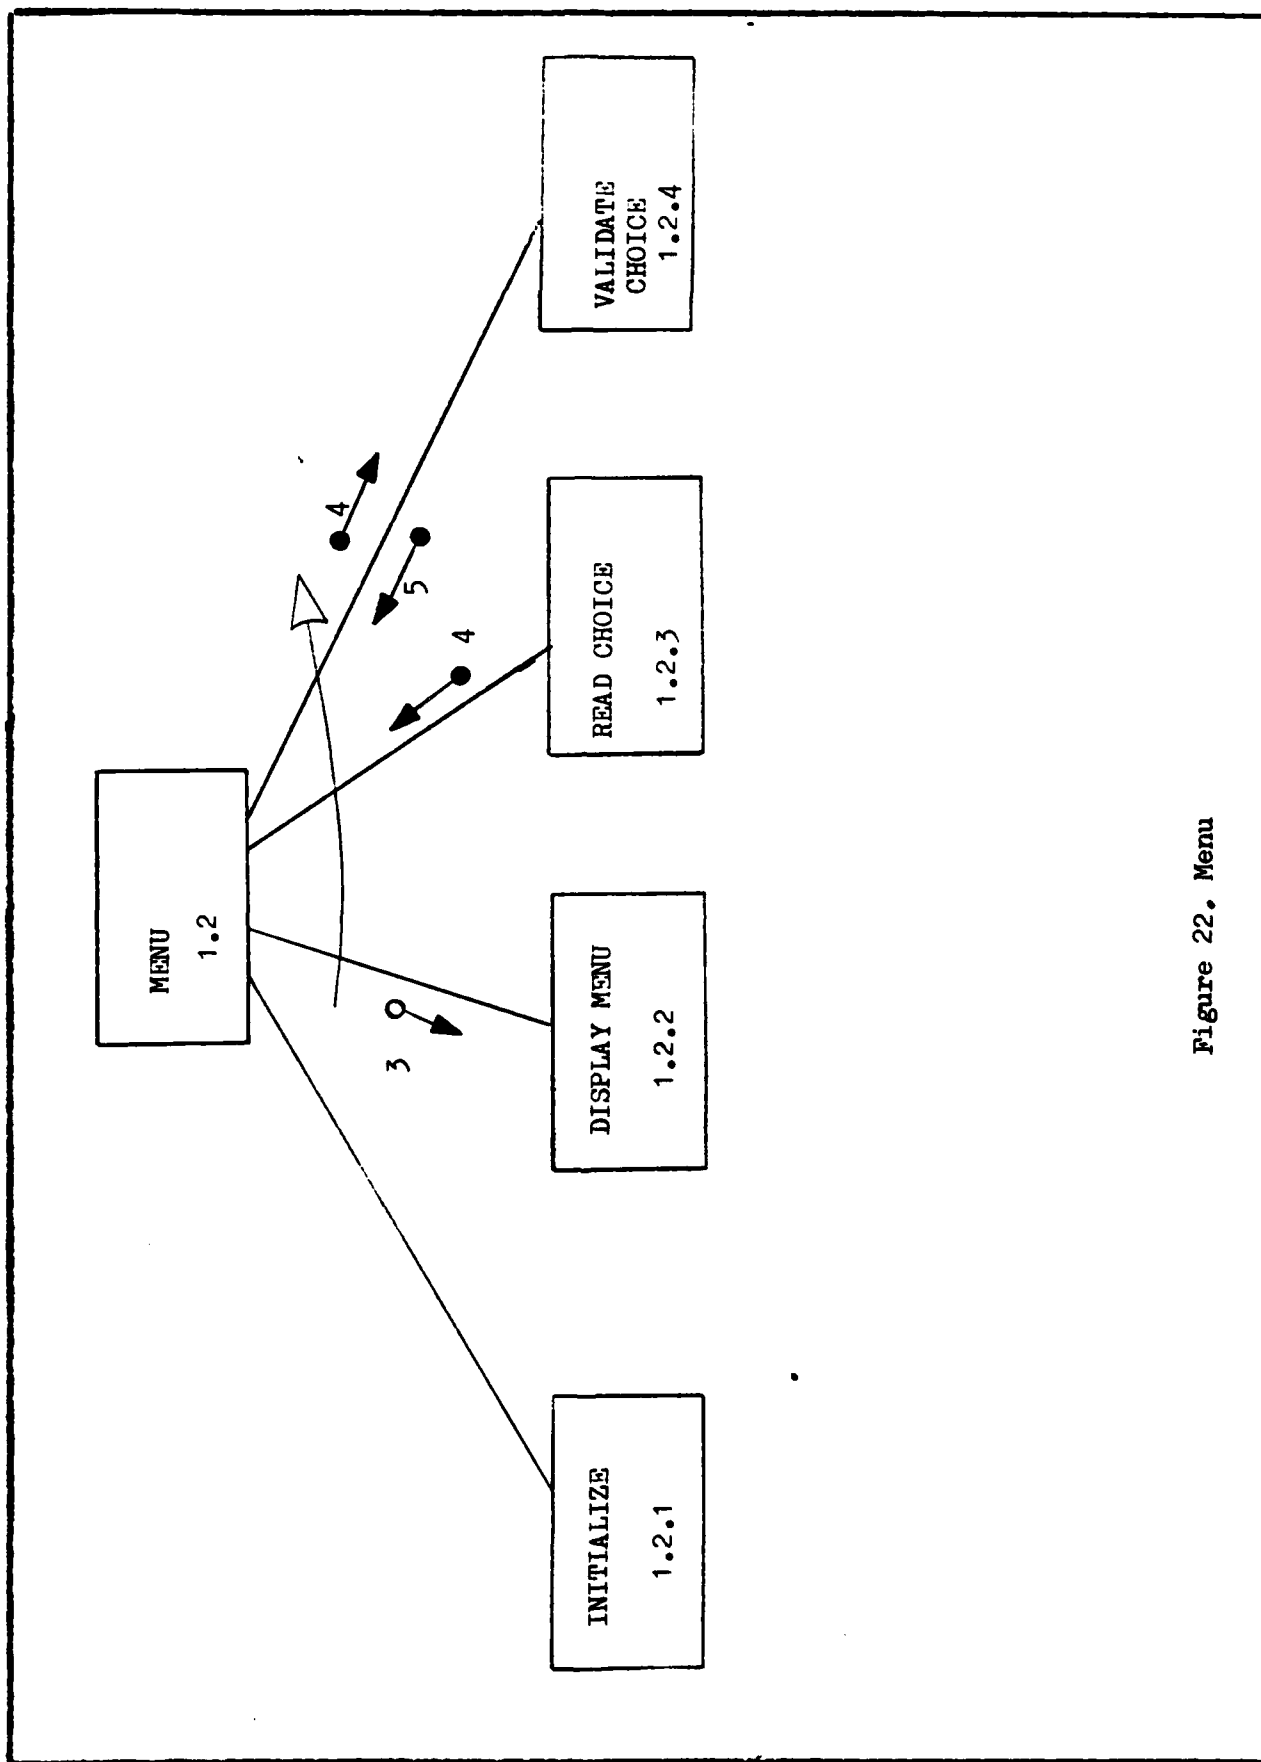 MENU
1.2
3
4
5
4
INITIALIZE
1.2.1
DISPLAY MENU
1.2.2
READ CHOICE
1.2.3
VALIDATE
CHOICE
1.2.4
Figure 22. Menu